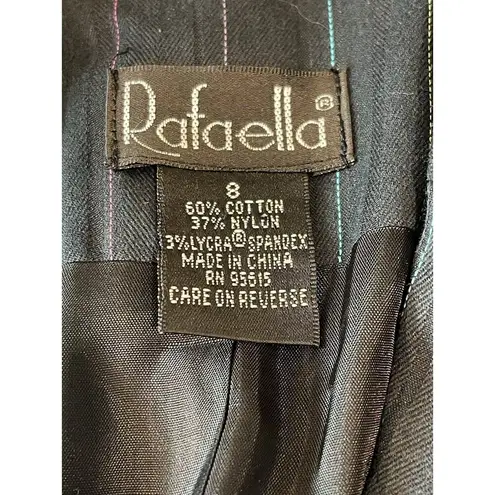 Rafaella®
8
60% COTTON
37% NYLON
3% LYCRA® SPANDEX
MADE IN CHINA
RN 95615
CARE ON REVERSE